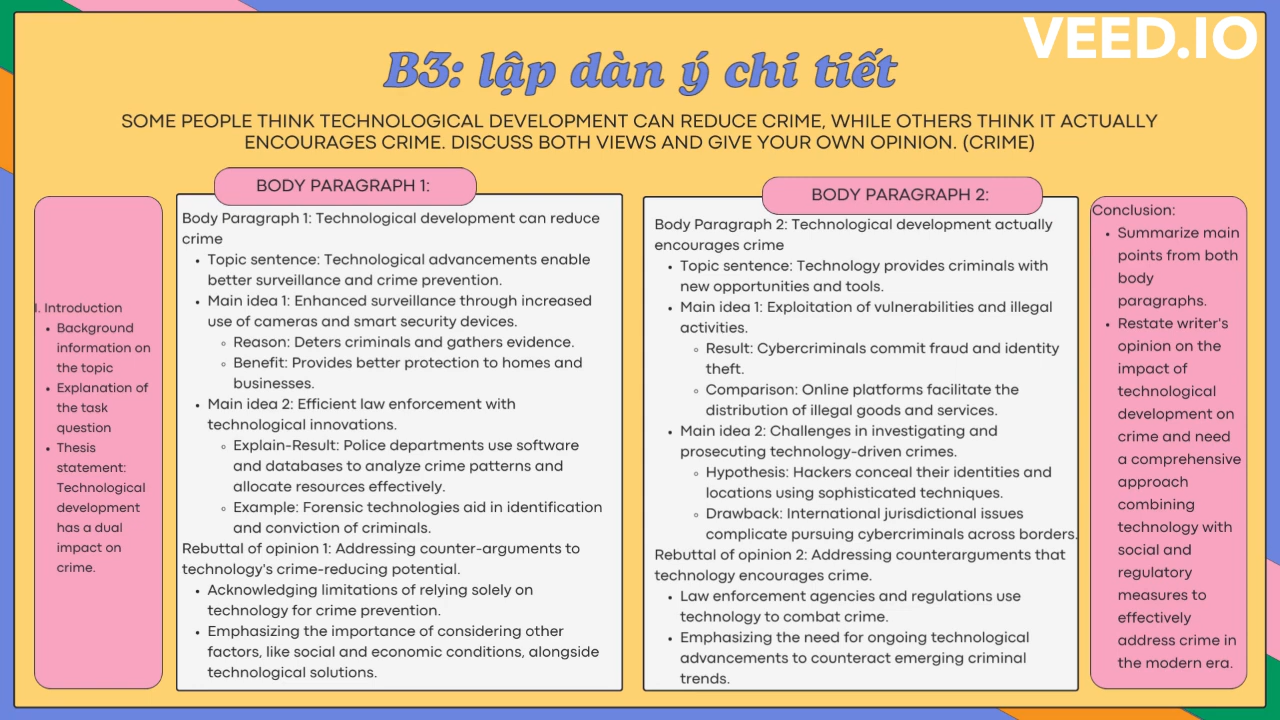 VEED.IO
B3: lập dàn ý chi tiết
SOME PEOPLE THINK TECHNOLOGICAL DEVELOPMENT CAN REDUCE CRIME, WHILE OTHERS THINK IT ACTUALLY
ENCOURAGES CRIME. DISCUSS BOTH VIEWS AND GIVE YOUR OWN OPINION. (CRIME)
I. Introduction
• Background
information on
the topic
• Explanation of
the task
question
• Thesis
statement:
Technological
development
has a dual
impact on
crime.
BODY PARAGRAPH 1:
Body Paragraph 1: Technological development can reduce
crime
• Topic sentence: Technological advancements enable
better surveillance and crime prevention.
• Main idea 1: Enhanced surveillance through increased
use of cameras and smart security devices.
◦ Reason: Deters criminals and gathers evidence.
◦ Benefit: Provides better protection to homes and
businesses.
• Main idea 2: Efficient law enforcement with
technological innovations.
◦ Explain-Result: Police departments use software
and databases to analyze crime patterns and
allocate resources effectively.
◦ Example: Forensic technologies aid in identification
and conviction of criminals.
Rebuttal of opinion 1: Addressing counter-arguments to
technology's crime-reducing potential.
• Acknowledging limitations of relying solely on
technology for crime prevention.
• Emphasizing the importance of considering other
factors, like social and economic conditions, alongside
technological solutions.
BODY PARAGRAPH 2:
Body Paragraph 2: Technological development actually
encourages crime
• Topic sentence: Technology provides criminals with
new opportunities and tools.
• Main idea 1: Exploitation of vulnerabilities and illegal
activities.
◦ Result: Cybercriminals commit fraud and identity
theft.
◦ Comparison: Online platforms facilitate the
distribution of illegal goods and services.
• Main idea 2: Challenges in investigating and
prosecuting technology-driven crimes.
◦ Hypothesis: Hackers conceal their identities and
locations using sophisticated techniques.
◦ Drawback: International jurisdictional issues
complicate pursuing cybercriminals across borders.
Rebuttal of opinion 2: Addressing counterarguments that
technology encourages crime.
• Law enforcement agencies and regulations use
technology to combat crime.
• Emphasizing the need for ongoing technological
advancements to counteract emerging criminal
trends.
Conclusion:
• Summarize main
points from both
body
paragraphs.
• Restate writer's
opinion on the
impact of
technological
development on
crime and need
a comprehensive
approach
combining
technology with
social and
regulatory
measures to
effectively
address crime in
the modern era.